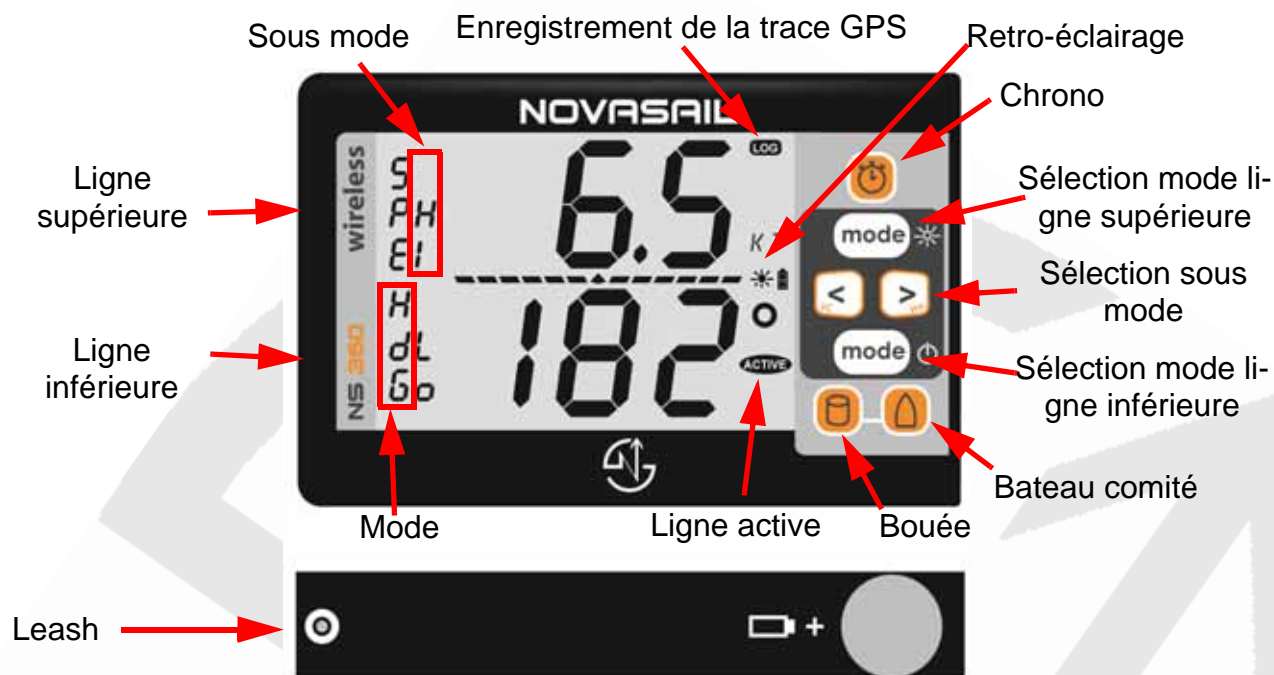 Sous mode
Enregistrement de la trace GPS
Retro-éclairage
Chrono
Ligne
supérieure
Sélection mode li-
gne supérieure
Sélection sous
mode
Ligne
inférieure
Sélection mode li-
gne inférieure
Bateau comité
Mode
Ligne active
Bouée
Leash
NOVASAIL
wireless
NS 360
S
PH
EI
6.5
LOG
K
H
dL
Go
182
ACTIVE
mode
< >
mode
+